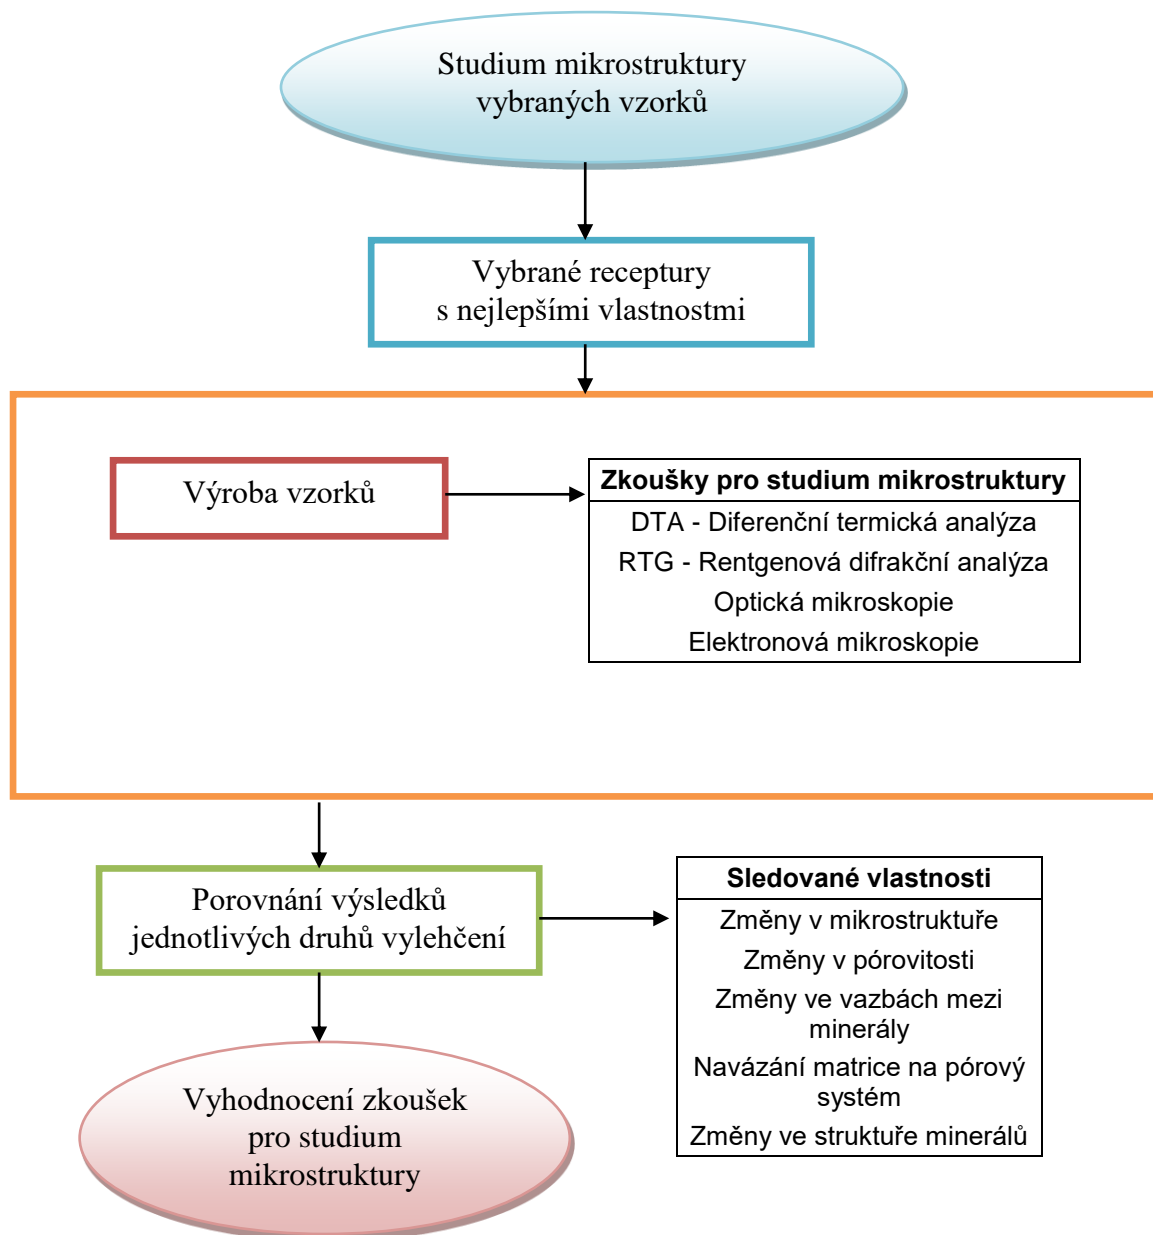 Studium mikrostruktury
vybraných vzorků
Vybrané receptury
s nejlepšími vlastnostmi
Výroba vzorků
Zkoušky pro studium mikrostruktury
DTA - Diferenční termická analýza
RTG - Rentgenová difrakční analýza
Optická mikroskopie
Elektronová mikroskopie
Porovnání výsledků
jednotlivých druhů vylehčení
Sledované vlastnosti
Změny v mikrostruktuře
Změny v pórovitosti
Změny ve vazbách mezi
minerály
Navázání matrice na pórový
systém
Změny ve struktuře minerálů
Vyhodnocení zkoušek
pro studium
mikrostruktury